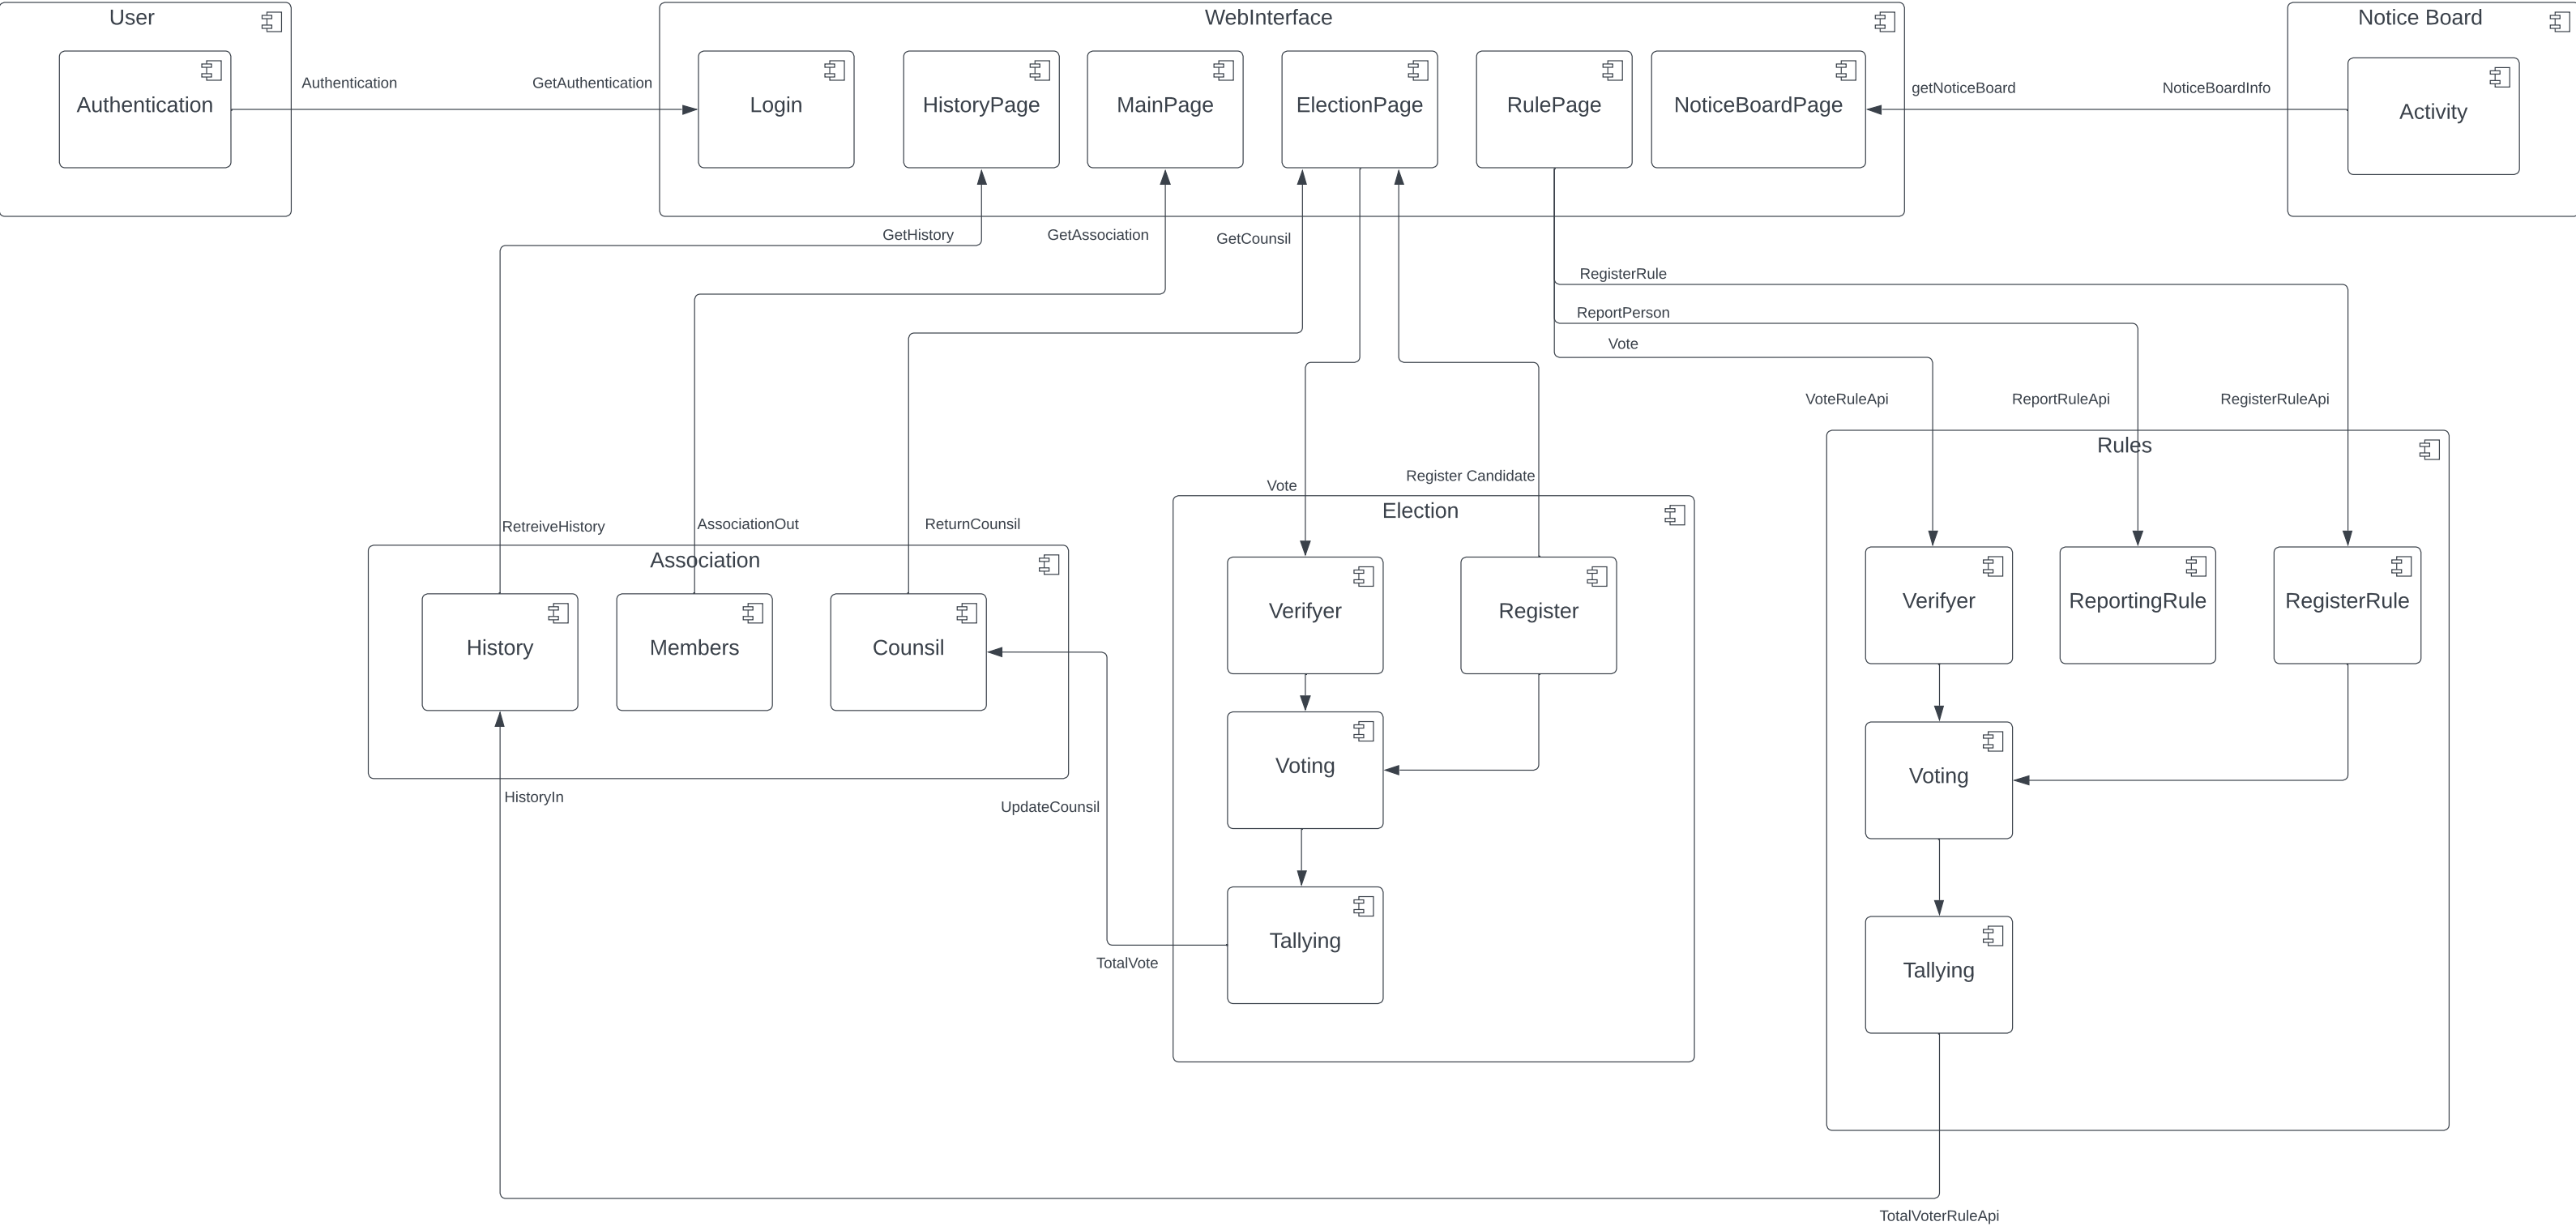 User
WebInterface
Notice Board
Authentication
Authentication
GetAuthentication
Login
HistoryPage
MainPage
ElectionPage
RulePage
NoticeBoardPage
getNoticeBoard
NoticeBoardInfo
Activity
GetHistory
GetAssociation
GetCounsil
RegisterRule
ReportPerson
Vote
VoteRuleApi
ReportRuleApi
RegisterRuleApi
Rules
Register Candidate
Vote
Election
RetreiveHistory
AssociationOut
ReturnCounsil
Association
History
Members
Counsil
Verifyer
Register
Verifyer
ReportingRule
RegisterRule
Voting
Voting
HistoryIn
UpdateCounsil
Tallying
TotalVote
Tallying
TotalVoterRuleApi